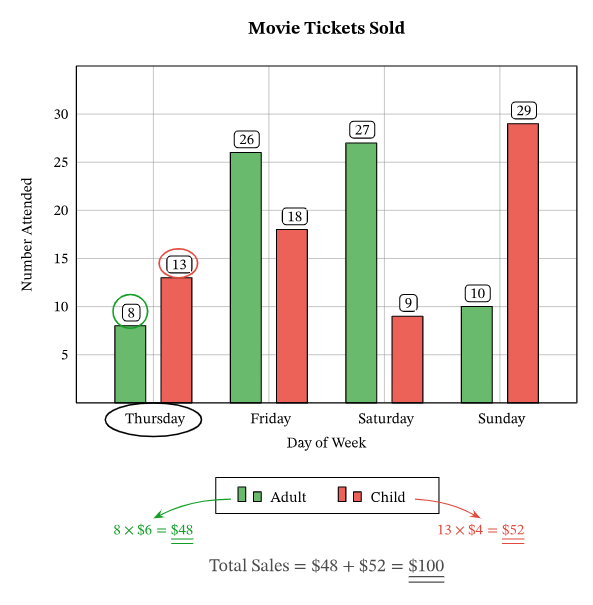 Movie Tickets Sold
Number Attended
30
25
20
15
10
5
8
13
26
18
27
9
10
29
Thursday
Friday
Saturday
Sunday
Day of Week
Adult
Child
8 × $6 = $48
13 × $4 = $52
Total Sales = $48 + $52 = $100